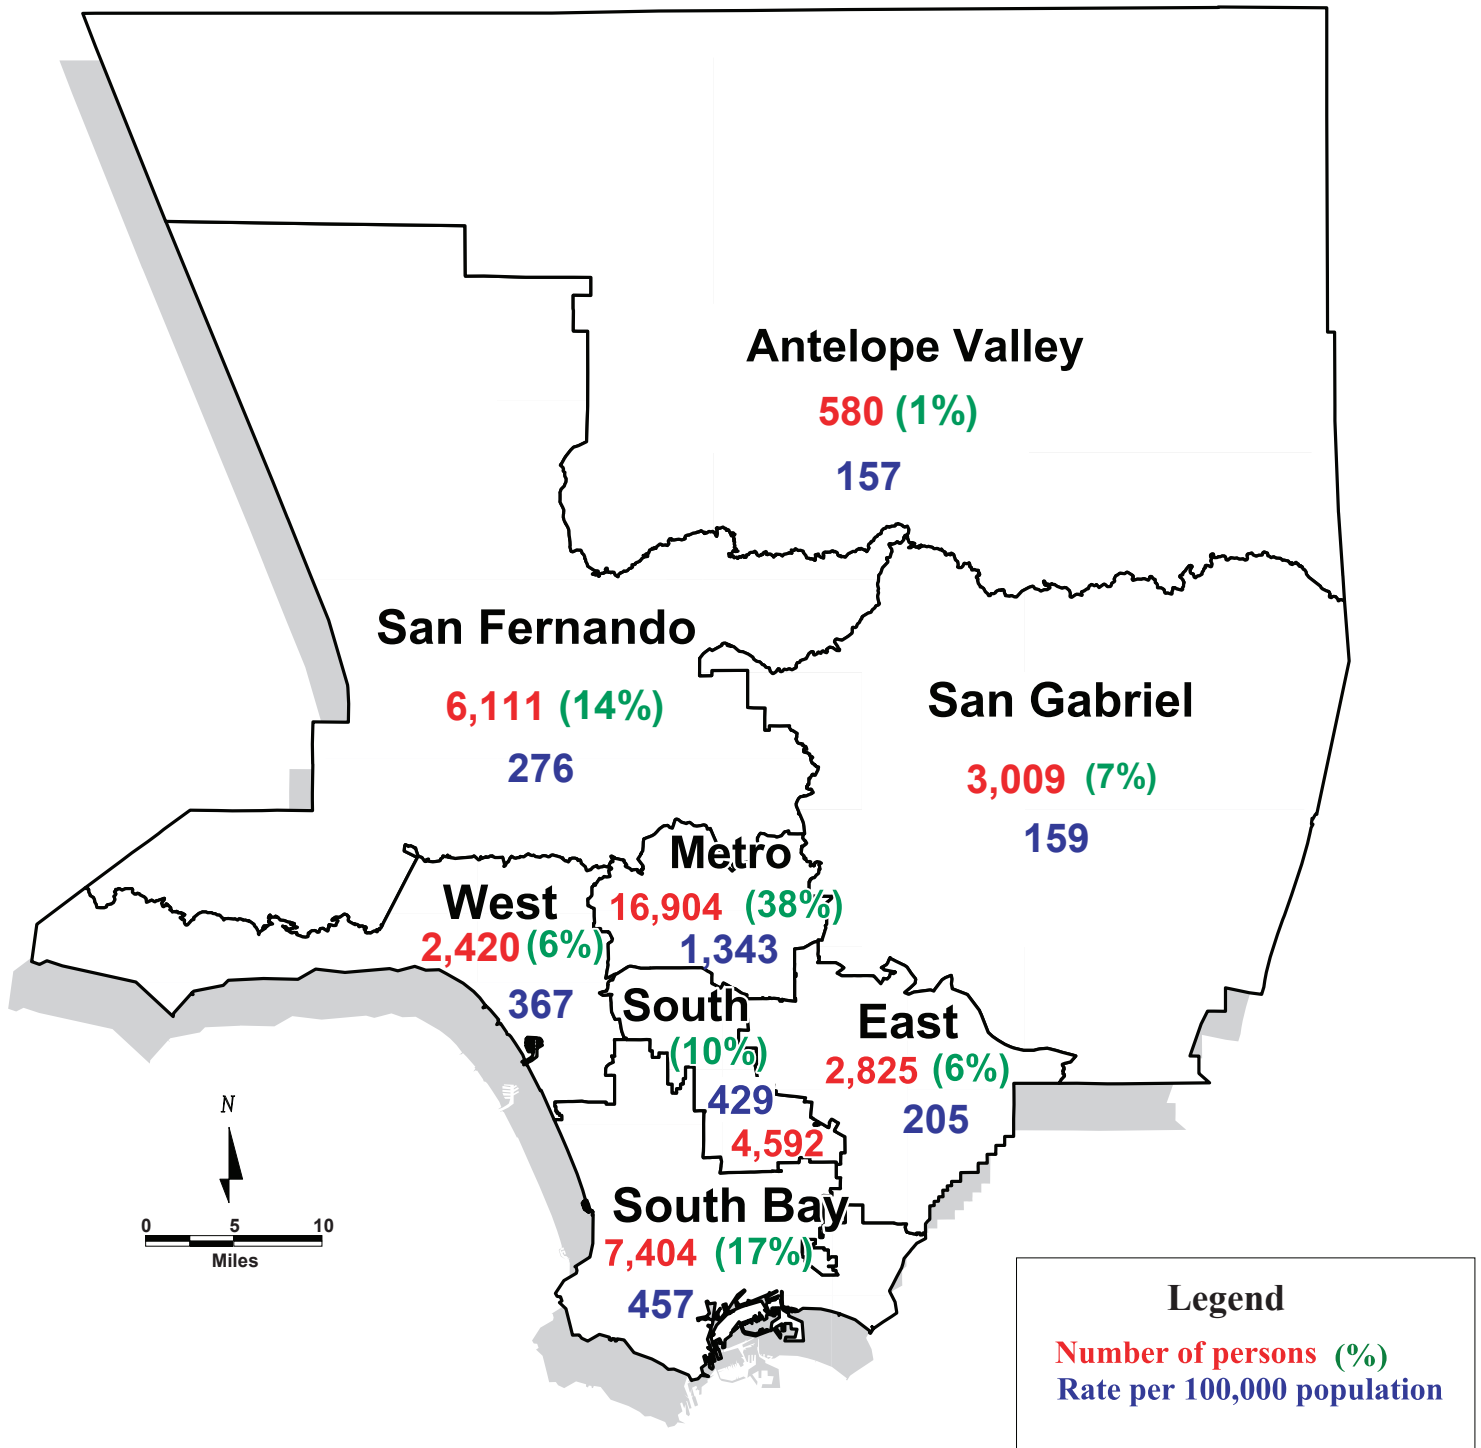 Antelope Valley
580 (1%)
157
San Fernando
6,111 (14%)
276
San Gabriel
3,009 (7%)
159
Metro
16,904 (38%)
1,343
West
2,420 (6%)
367
South
(10%)
429
4,592
East
2,825 (6%)
205
South Bay
7,404 (17%)
457
N
0 5 10
Miles
Legend
Number of persons (%)
Rate per 100,000 population